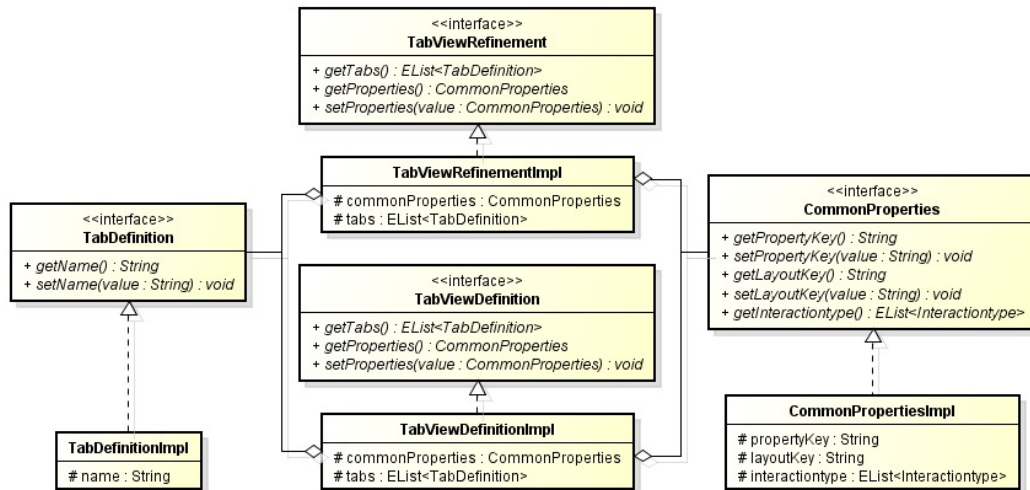 <<interface>>
TabViewRefinement
+ getTabs() : EList<TabDefinition>
+ getProperties() : CommonProperties
+ setProperties(value : CommonProperties) : void
TabViewRefinementImpl
# commonProperties : CommonProperties
# tabs : EList<TabDefinition>
<<interface>>
TabDefinition
+ getName() : String
+ setName(value : String) : void
<<interface>>
CommonProperties
+ getPropertyKey() : String
+ setPropertyKey(value : String) : void
+ getLayoutKey() : String
+ setLayoutKey(value : String) : void
+ getInteractiontype() : EList<Interactiontype>
<<interface>>
TabViewDefinition
+ getTabs() : EList<TabDefinition>
+ getProperties() : CommonProperties
+ setProperties(value : CommonProperties) : void
TabDefinitionImpl
# name : String
TabViewDefinitionImpl
# commonProperties : CommonProperties
# tabs : EList<TabDefinition>
CommonPropertiesImpl
# propertyKey : String
# layoutKey : String
# interactiontype : EList<Interactiontype>